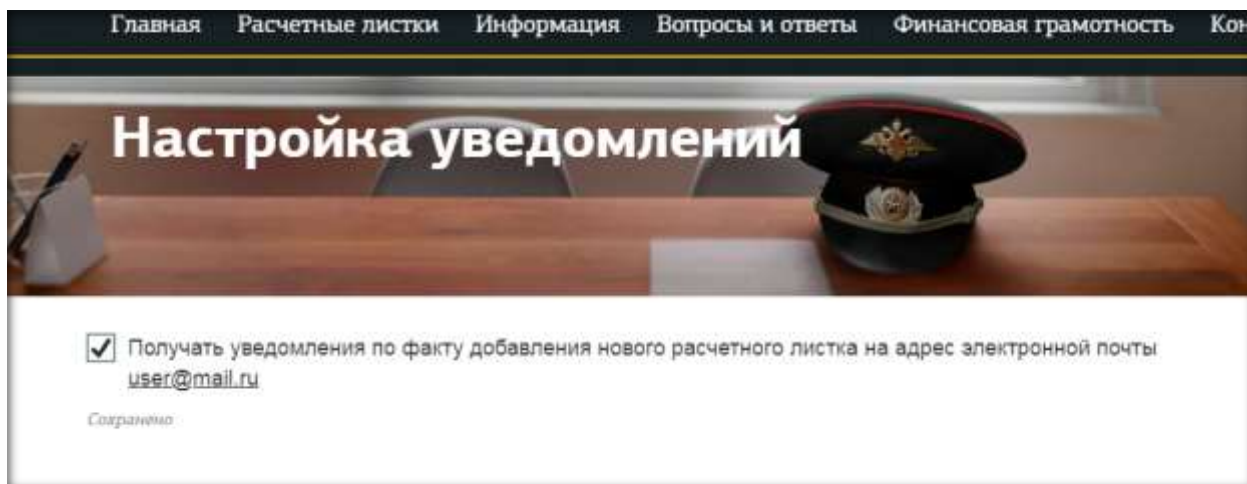 Главная Расчетные листки Информация Вопросы и ответы Финансовая грамотность Кон
Настройка уведомлений
Получать уведомления по факту добавления нового расчетного листка на адрес электронной почты
user@mail.ru
Сохранено